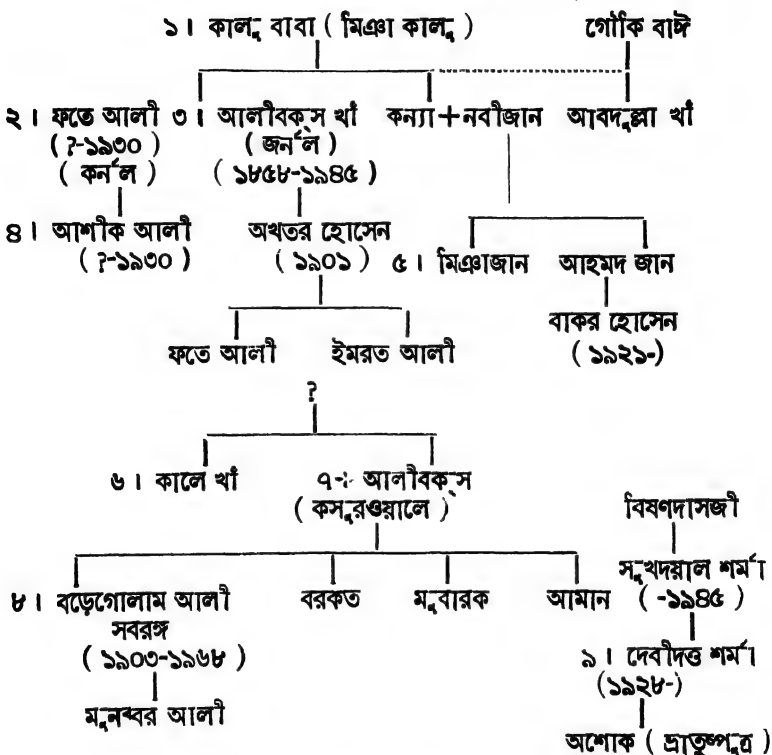 ১। কালু বাবা ( মিঞা কালু ) গৌকি বাঈ
২। ফতে আলী ৩। আলীবক্স খাঁ কন্যা+নবীজান আবদুল্লা খাঁ
( ?-১৯৩০ ) ( জর্নৈল )
( কর্নৈল ) ( ১৮৫৮-১৯৪৫ )
৪। আশীক আলী অখতর হোসেন
( ?-১৯৩০ ) ( ১৯০১ ) ৫। মিঞাজান আহমদ জান
বাকর হোসেন
( ১৯২১-)
ফতে আলী ইমরত আলী
?
৬। কালে খাঁ ৭-: আলীবক্স
( কসুরওয়ালে ) বিষণদাসজী
সুখদয়াল শর্মা
( -১৯৪৫ )
৮। বড়েগোলাম আলী বরকত মুবারক আমান
সবরঙ্গ
( ১৯০৩-১৯৬৮ ) ৯। দেবীদত্ত শর্মা
(১৯২৮-)
মুনব্বর আলী
অশোক ( ভ্রাতুষ্পুত্র )